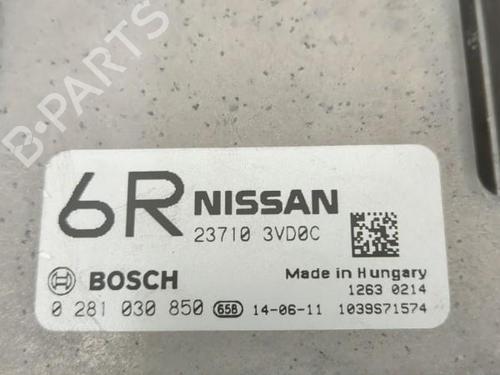 B-PARTS
6R NISSAN
23710 3VD0C
BOSCH
Made in Hungary
1263 0214
0 281 030 850 65B 14-06-11 1039S71574